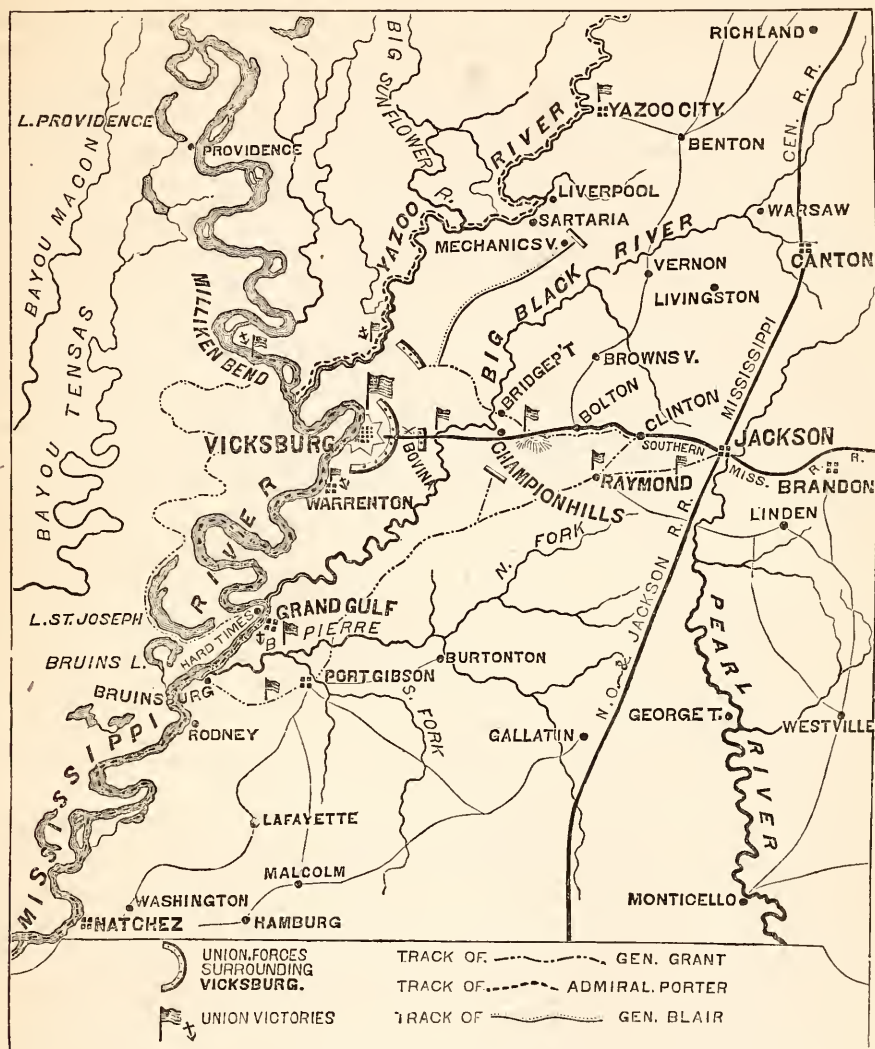 RICHLAND
L. PROVIDENCE
PROVIDENCE
BAYOU MACON
BAYOU TENSAS
BIG SUNFLOWER R.
YAZOO RIVER
YAZOO CITY.
BENTON
CEN. R. R.
LIVERPOOL
SARTARIA
MECHANICSV.
WARSAW
CANTON
BIG BLACK RIVER
VERNON
LIVINGSTON
MILLIKEN BEND
BROWNS V.
BRIDGEP'T
BOLTON
CLINTON
MISSISSIPPI
VICKSBURG
X
BOVINA
SOUTHERN
JACKSON
MISS. R. R.
BRANDON
WARRENTON
CHAMPIONHILLS
RAYMOND
LINDEN
N. FORK
L. ST. JOSEPH
HARD TIMES
GRAND GULF
B
PIERRE
BRUINS L.
BRUINSBURG
PORT GIBSON
BURTONTON
S. FORK
N. O. & JACKSON R. R.
PEARL RIVER
RODNEY
GALLATIN
GEORGE T.
WESTVILLE
MISSISSIPPI RIVER
LAFAYETTE
MALCOLM
WASHINGTON
NATCHEZ
HAMBURG
MONTICELLO
UNION FORCES
SURROUNDING
VICKSBURG.
UNION VICTORIES
TRACK OF GEN. GRANT
TRACK OF ADMIRAL. PORTER
TRACK OF GEN. BLAIR